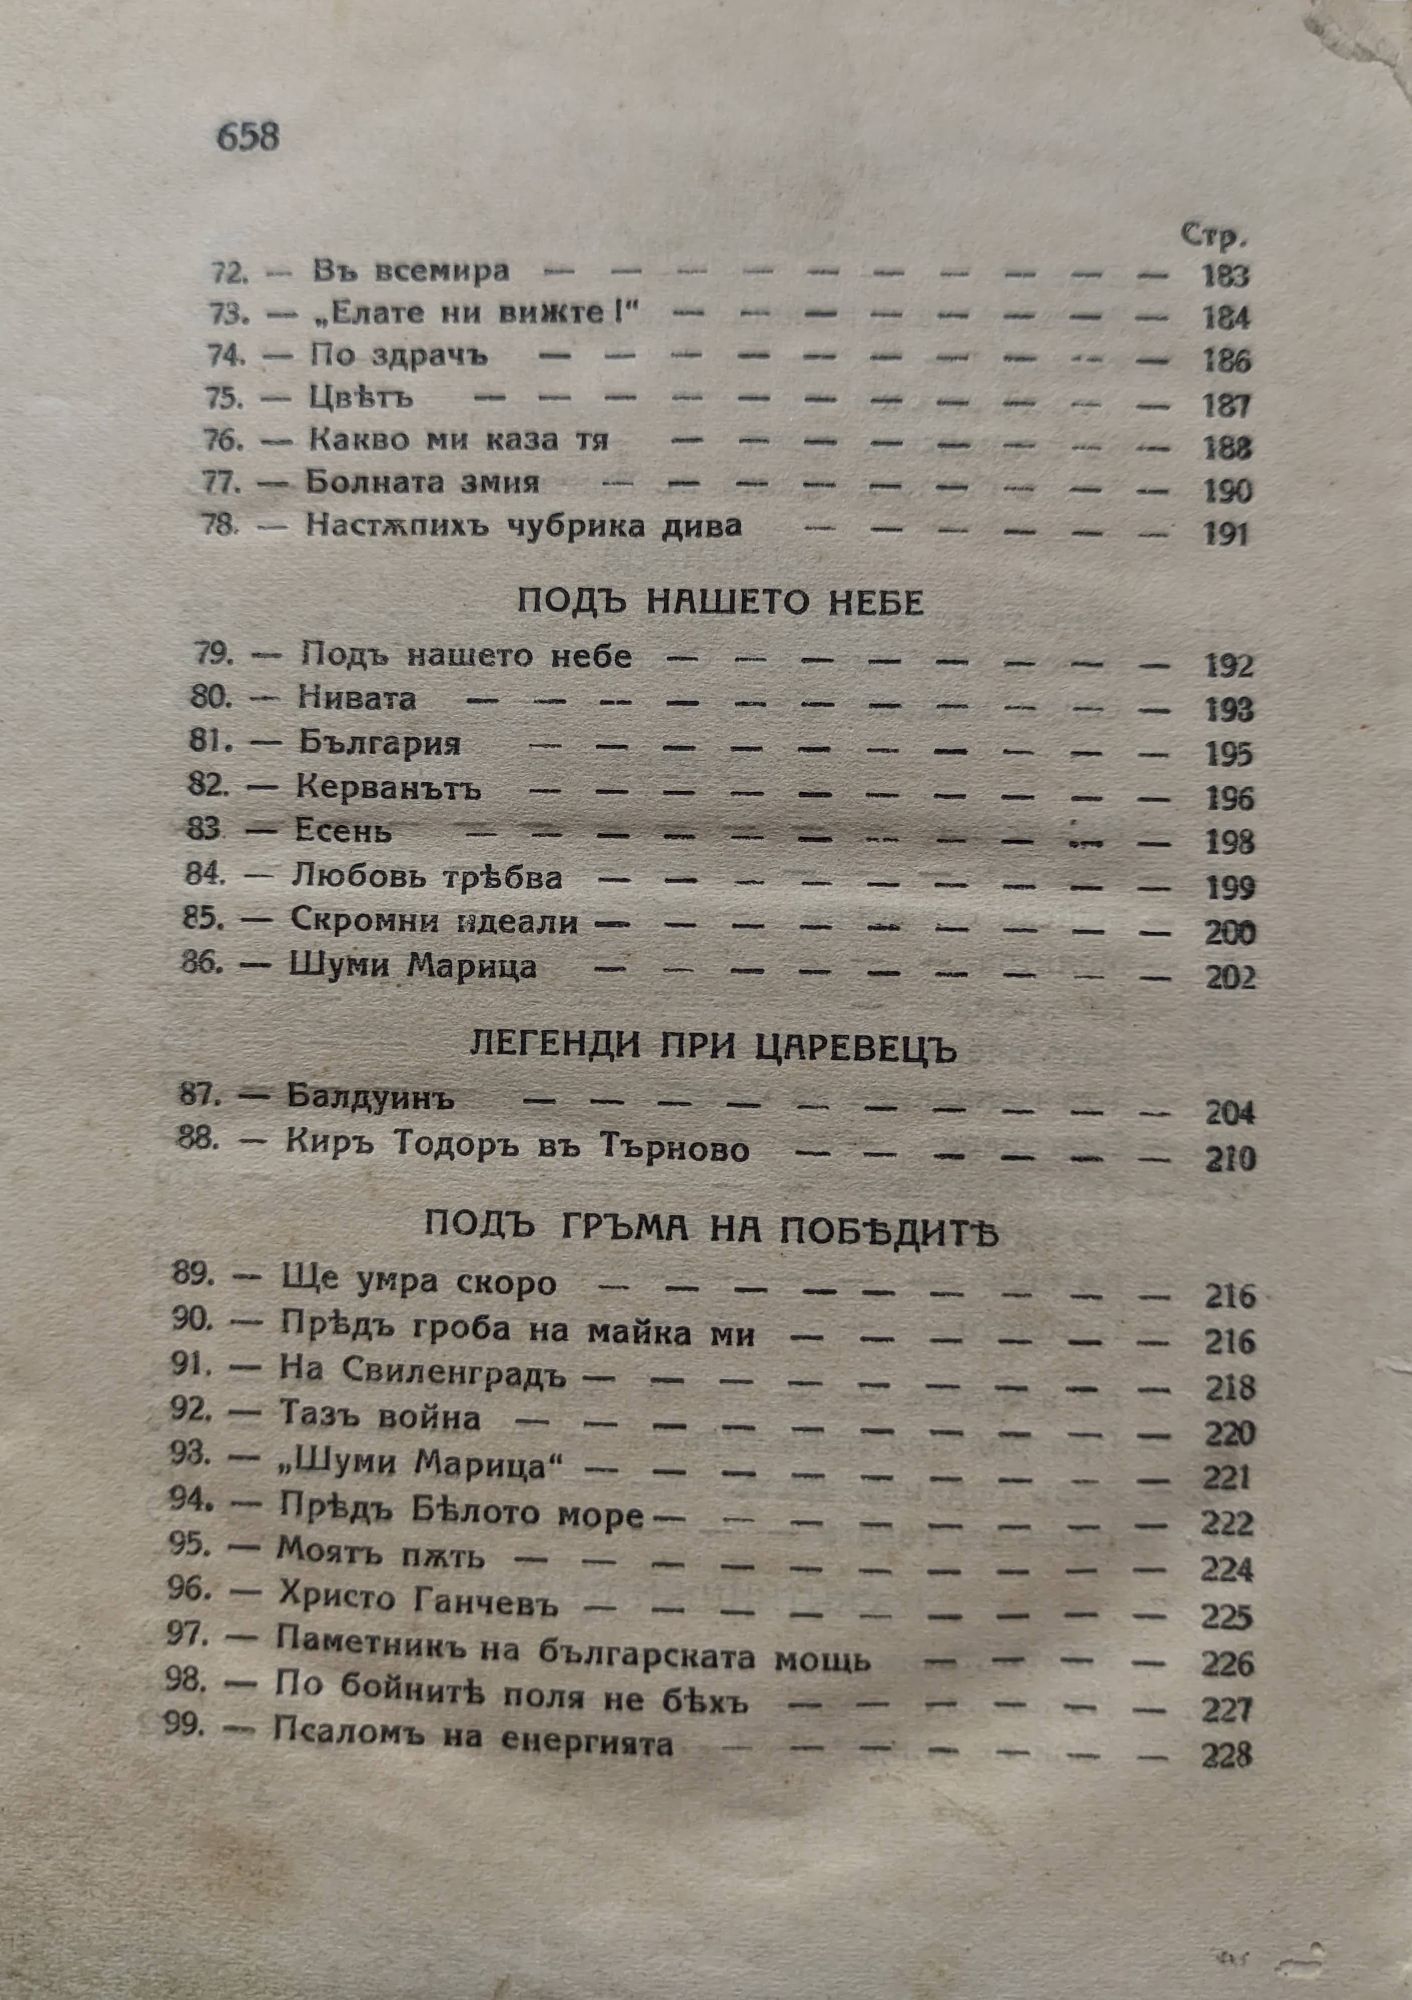 658
Стр.
72. — Въ всемира — — — — — — — — — — 183
73. — „Елате ни вижте!“ — — — — — — — — 184
74. — По здрачъ — — — — — — — — — — 186
75. — Цвѣтъ — — — — — — — — — — — 187
76. — Какво ми каза тя — — — — — — — — 188
77. — Болната змия — — — — — — — — — 190
78. — Настѫпихъ чубрика дива — — — — — — 191
ПОДЪ НАШЕТО НЕБЕ
79. — Подъ нашето небе — — — — — — — — 192
80. — Нивата — — — — — — — — — — — 193
81. — България — — — — — — — — — — 195
82. — Керванътъ — — — — — — — — — — 196
83 — Есень — — — — — — — — — — — 198
84. — Любовь трѣбва — — — — — — — — — 199
85. — Скромни идеали — — — — — — — — — 200
86. — Шуми Марица — — — — — — — — — 202
ЛЕГЕНДИ ПРИ ЦАРЕВЕЦЪ
87. — Балдуинъ — — — — — — — — — — 204
88. — Киръ Тодоръ въ Търново — — — — — — 210
ПОДЪ ГРЪМА НА ПОБѢДИТѢ
89. — Ще умра скоро — — — — — — — — — 216
90. — Прѣдъ гроба на майка ми — — — — — — 216
91. — На Свиленградъ — — — — — — — — — 218
92. — Тазъ война — — — — — — — — — — 220
93. — „Шуми Марица“ — — — — — — — — — 221
94. — Прѣдъ Бѣлото море — — — — — — — — 222
95. — Моятъ пѫть — — — — — — — — — — 224
96. — Христо Ганчевъ — — — — — — — — — 225
97. — Паметникъ на българската мощь — — — — 226
98. — По бойнитѣ поля не бѣхъ — — — — — — 227
99. — Псаломъ на енергията — — — — — — — 228